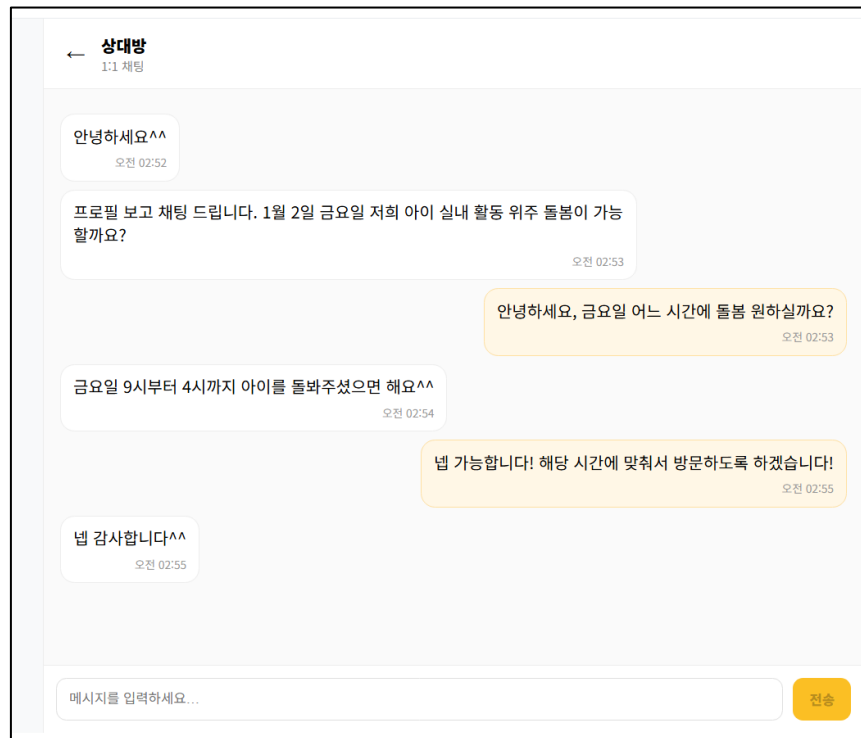 ←
상대방
1:1 채팅
안녕하세요^^
오전 02:52
프로필 보고 채팅 드립니다. 1월 2일 금요일 저희 아이 실내 활동 위주 돌봄이 가능
할까요?
오전 02:53
안녕하세요, 금요일 어느 시간에 돌봄 원하실까요?
오전 02:53
금요일 9시부터 4시까지 아이를 돌봐주셨으면 해요^^
오전 02:54
넵 가능합니다! 해당 시간에 맞춰서 방문하도록 하겠습니다!
오전 02:55
넵 감사합니다^^
오전 02:55
메시지를 입력하세요...
전송